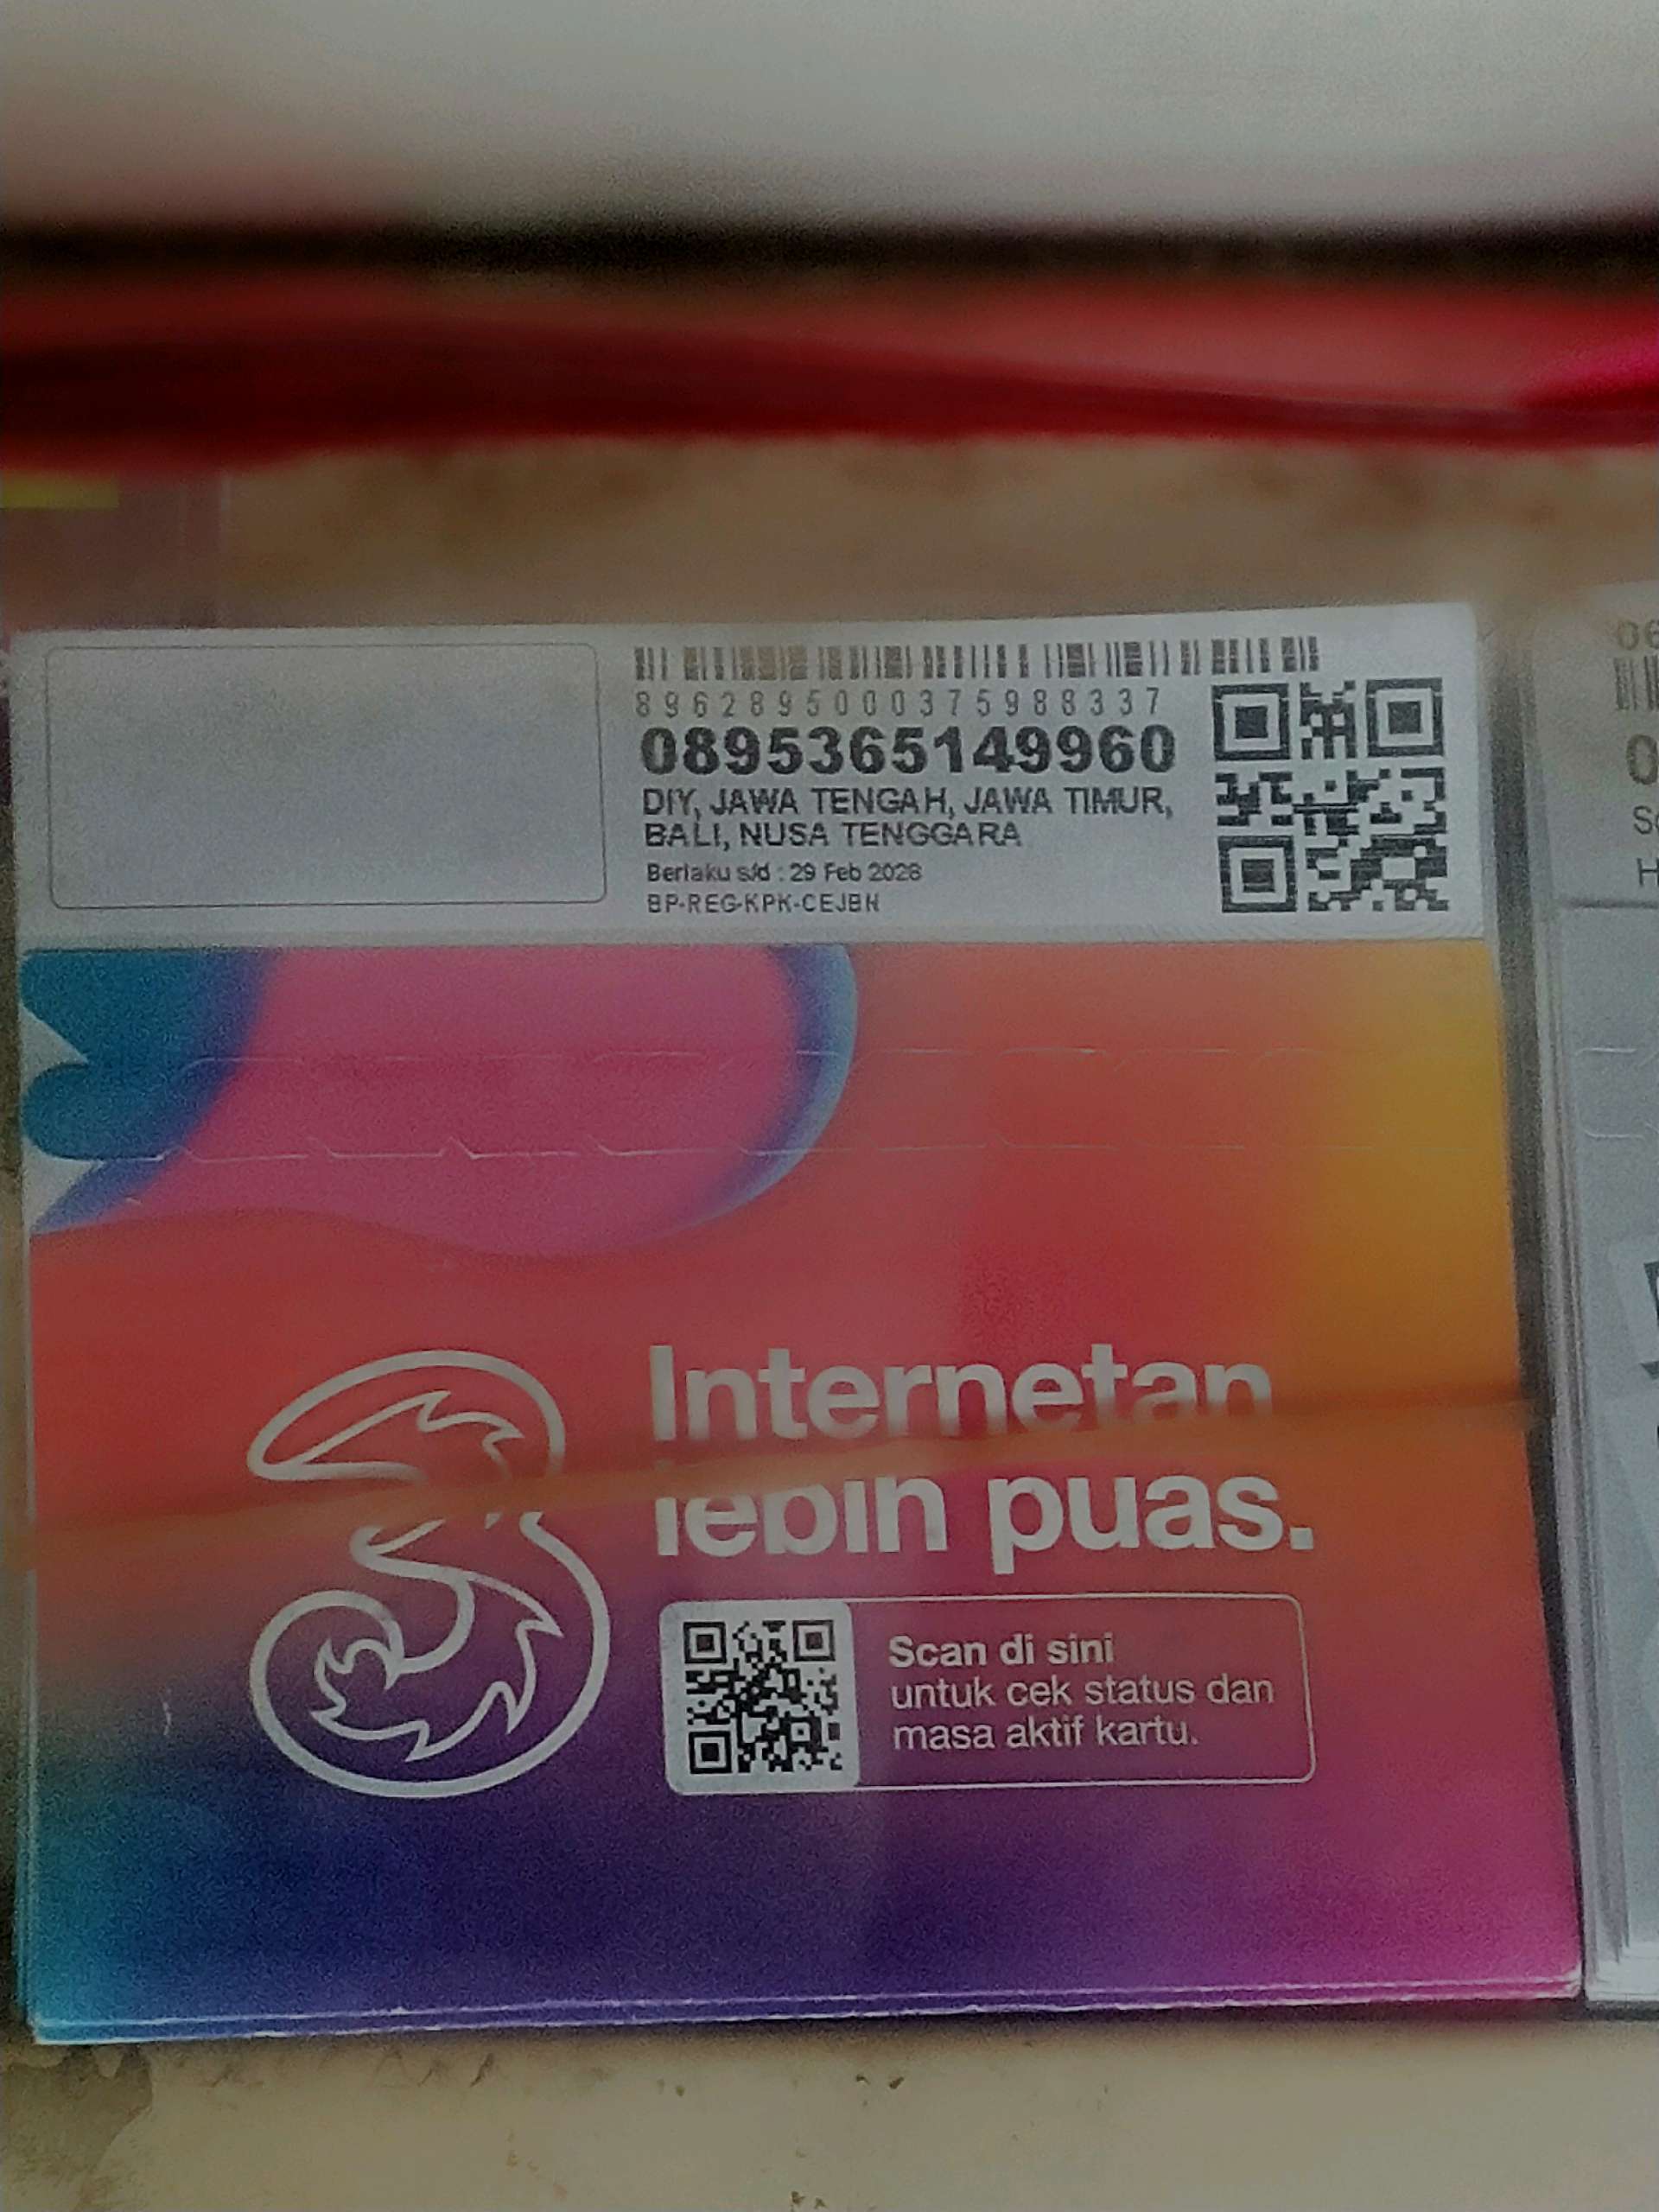 8962895000375988337
0895365149960
DIY, JAWA TENGAH, JAWA TIMUR,
BALI, NUSA TENGGARA
Berlaku s/d : 29 Feb 2028
BP-REG-KPK-CEJBN
Internetan
lebih puas.
Scan di sini
untuk cek status dan
masa aktif kartu.